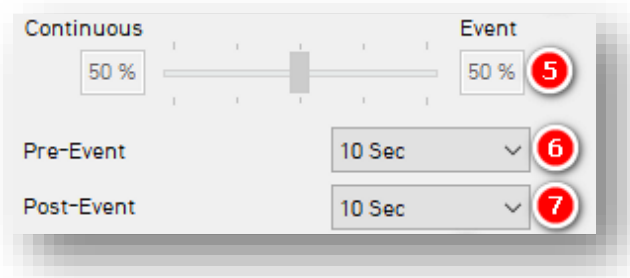 Continuous Event
50 % 50 % 5
Pre-Event 10 Sec 6
Post-Event 10 Sec 7